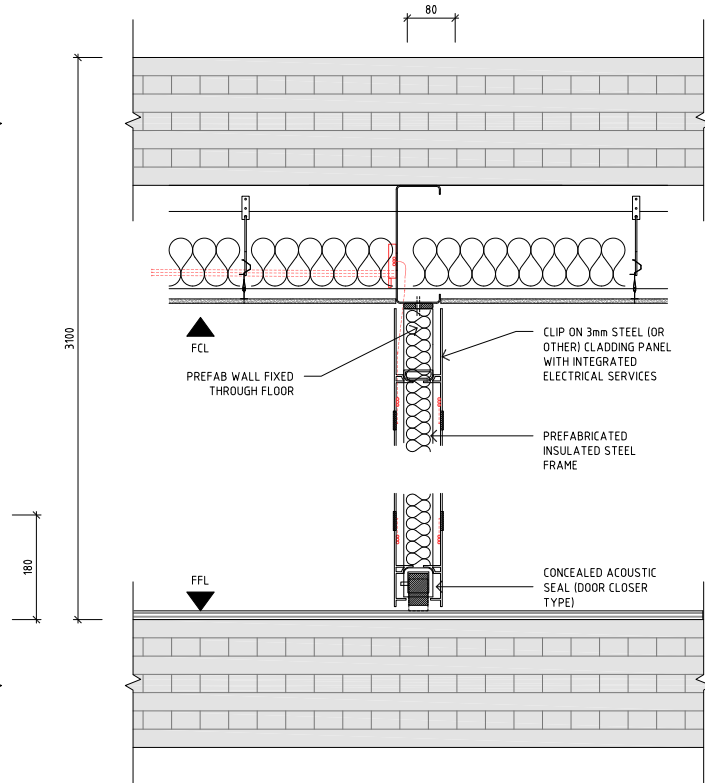 80
3100
FCL
CLIP ON 3mm STEEL (OR
OTHER) CLADDING PANEL
WITH INTEGRATED
ELECTRICAL SERVICES
PREFAB WALL FIXED
THROUGH FLOOR
PREFABRICATED
INSULATED STEEL
FRAME
180
FFL
CONCEALED ACOUSTIC
SEAL (DOOR CLOSER
TYPE)